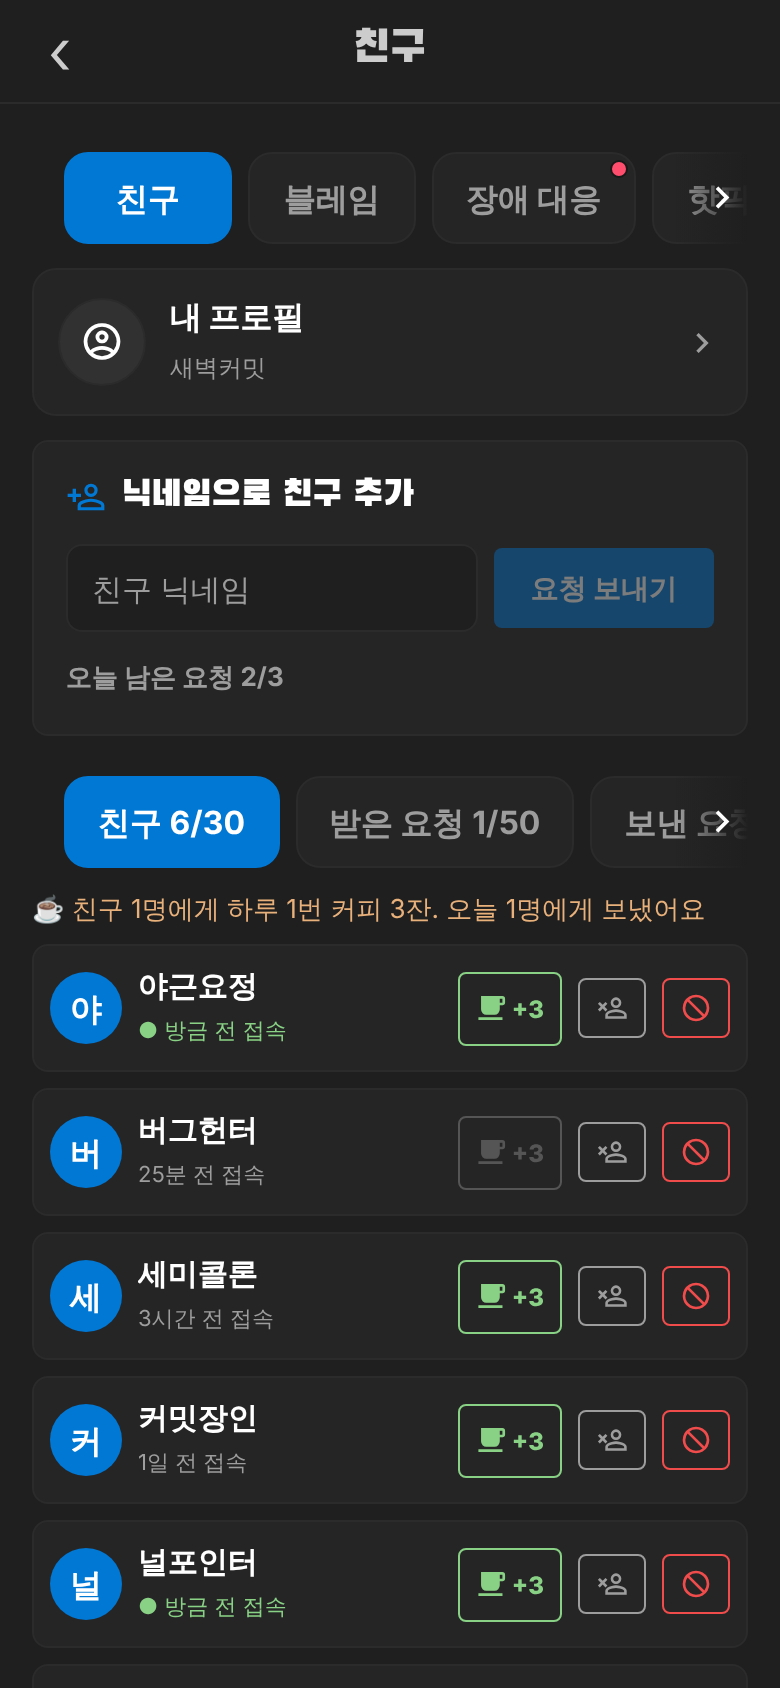 친구
친구 블레임 장애 대응
내 프로필
새벽커밋
닉네임으로 친구 추가
친구 닉네임 요청 보내기
오늘 남은 요청 2/3
친구 6/30 받은 요청 1/50 보낸 요청
☕ 친구 1명에게 하루 1번 커피 3잔. 오늘 1명에게 보냈어요
야 야근요정 +3
방금 전 접속
버 버그헌터 +3
25분 전 접속
세 세미콜론 +3
3시간 전 접속
커 커밋장인 +3
1일 전 접속
널 널포인터 +3
방금 전 접속